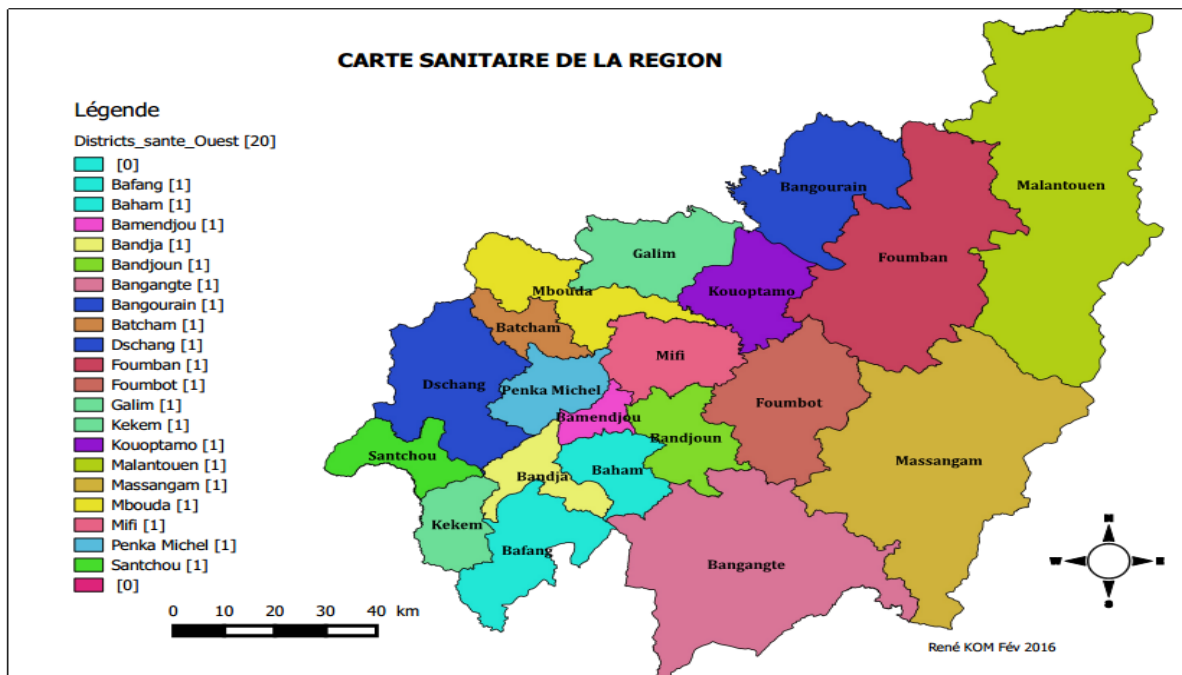 CARTE SANITAIRE DE LA REGION
Légende
Districts_sante_Ouest [20]
[0]
Bafang [1]
Baham [1]
Bamendjou [1]
Bandja [1]
Bandjoun [1]
Bangangte [1]
Bangourain [1]
Batcham [1]
Dschang [1]
Foumban [1]
Foumbot [1]
Galim [1]
Kekem [1]
Kouoptamo [1]
Malantouen [1]
Massangam [1]
Mbouda [1]
Mifi [1]
Penka Michel [1]
Santchou [1]
[0]
0 10 20 30 40 km
Malantouen
Bangourain
Galim
Foumban
Mbouda
Kouoptamo
Batcham
Mifi
Dschang
Penka Michel
Foumbot
Bamendjou
Bandjoun
Santchou
Massangam
Baham
Bandja
Kekem
Bafang
Bangangte
N
W E
S
René KOM Fév 2016